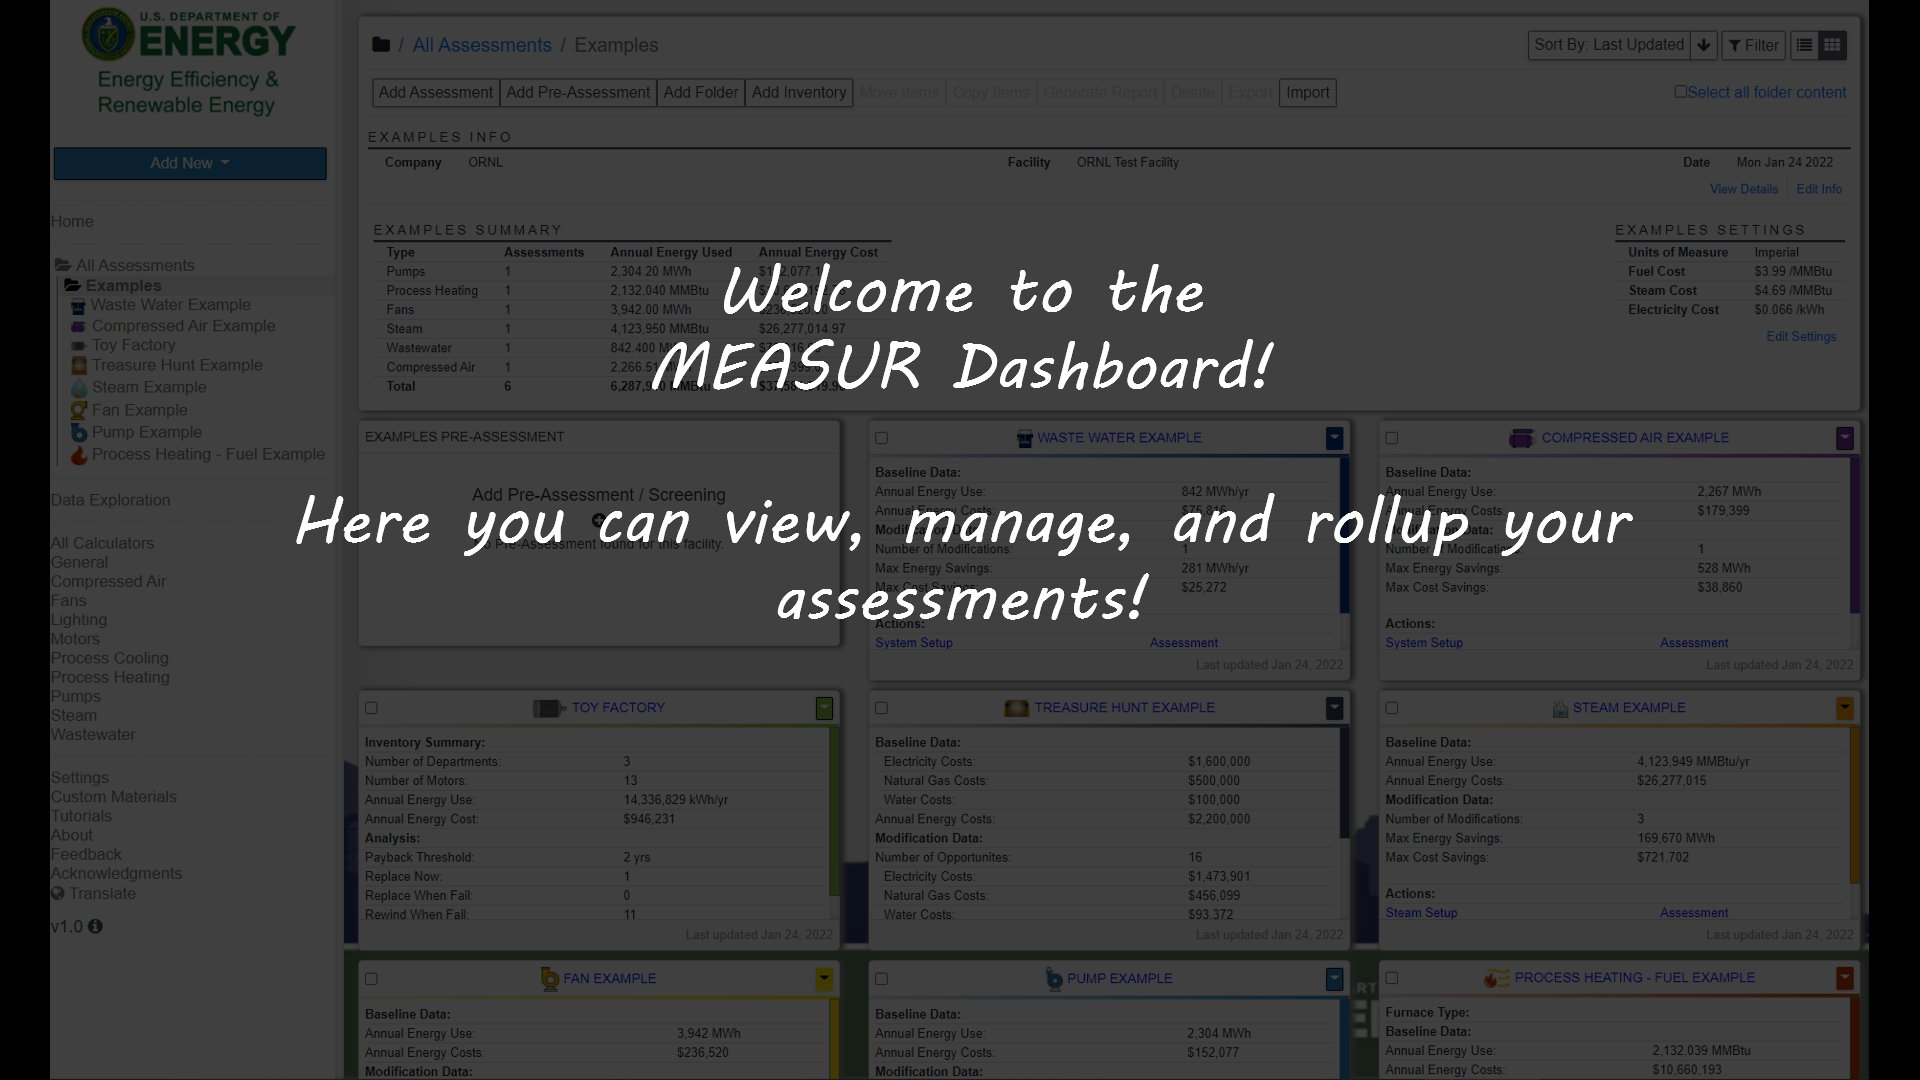 U.S. DEPARTMENT OF
ENERGY
Energy Efficiency &
Renewable Energy
Add New
Home
All Assessments
Examples
Waste Water Example
Compressed Air Example
Toy Factory
Treasure Hunt Example
Steam Example
Fan Example
Pump Example
Process Heating - Fuel Example
Data Exploration
All Calculators
General
Compressed Air
Fans
Lighting
Motors
Process Cooling
Process Heating
Pumps
Steam
Wastewater
Settings
Custom Materials
Tutorials
About
Feedback
Acknowledgments
Translate
v1.0
/ All Assessments / Examples
Sort By: Last Updated Filter
Add Assessment Add Pre-Assessment Add Folder Add Inventory Move Items Copy Items Generate Report Delete Export Import
Select all folder content
EXAMPLES INFO
Company ORNL Facility ORNL Test Facility Date Mon Jan 24 2022
View Details Edit Info
EXAMPLES SUMMARY
Type Assessments Annual Energy Used Annual Energy Cost
Pumps 1 2,304.20 MWh
Process Heating 1 2,132,040 MMBtu
Fans 1 3,942.00 MWh
Steam 1 4,123,950 MMBtu $26,277,014.97
Wastewater 1 842.400
Compressed Air 1
Total 6
EXAMPLES SETTINGS
Units of Measure Imperial
Fuel Cost $3.99 /MMBtu
Steam Cost $4.69 /MMBtu
Electricity Cost $0.066 /kWh
Edit Settings
Welcome to the
MEASUR Dashboard!
Here you can view, manage, and rollup your
assessments!
EXAMPLES PRE-ASSESSMENT
Add Pre-Assessment / Screening
No Pre-Assessment found for this facility.
WASTE WATER EXAMPLE
Baseline Data:
Annual Energy Use: 842 MWh/yr
Annual Energy Costs: $75,816
Modification Data:
Number of Modifications: 1
Max Energy Savings: 281 MWh/yr
Max Cost Savings: $25,272
Actions:
System Setup Assessment
Last updated Jan 24, 2022
COMPRESSED AIR EXAMPLE
Baseline Data:
Annual Energy Use: 2,267 MWh
Annual Energy Costs: $179,399
Modification Data:
Number of Modifications: 1
Max Energy Savings: 528 MWh
Max Cost Savings: $38,860
Actions:
System Setup Assessment
Last updated Jan 24, 2022
TOY FACTORY
Inventory Summary:
Number of Departments: 3
Number of Motors: 13
Annual Energy Use: 14,336,829 kWh/yr
Annual Energy Cost: $946,231
Analysis:
Payback Threshold: 2 yrs
Replace Now: 1
Replace When Fail: 0
Rewind When Fail: 11
Last updated Jan 24, 2022
TREASURE HUNT EXAMPLE
Baseline Data:
Electricity Costs: $1,600,000
Natural Gas Costs: $500,000
Water Costs: $100,000
Annual Energy Costs: $2,200,000
Modification Data:
Number of Opportunites: 16
Electricity Costs: $1,473,901
Natural Gas Costs: $456,099
Water Costs: $93,372
Last updated Jan 24, 2022
STEAM EXAMPLE
Baseline Data:
Annual Energy Use: 4,123,949 MMBtu/yr
Annual Energy Costs: $26,277,015
Modification Data:
Number of Modifications: 3
Max Energy Savings: 169,670 MWh
Max Cost Savings: $721,702
Actions:
Steam Setup Assessment
Last updated Jan 24, 2022
FAN EXAMPLE
Baseline Data:
Annual Energy Use: 3,942 MWh
Annual Energy Costs: $236,520
Modification Data:
PUMP EXAMPLE
Baseline Data:
Annual Energy Use: 2,304 MWh
Annual Energy Costs: $152,077
Modification Data:
PROCESS HEATING - FUEL EXAMPLE
Furnace Type:
Baseline Data:
Annual Energy Use: 2,132,039 MMBtu
Annual Energy Costs: $10,660,193